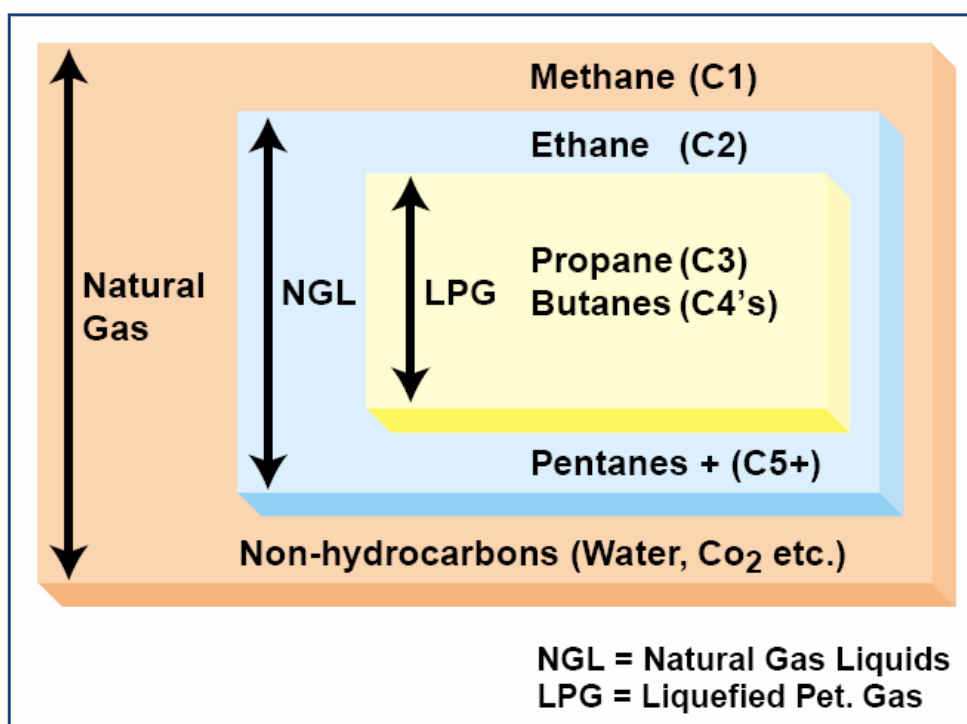 Methane (C1)
Ethane (C2)
Propane (C3)
Butanes (C4's)
Natural
Gas
NGL
LPG
Pentanes + (C5+)
Non-hydrocarbons (Water, Co2 etc.)
NGL = Natural Gas Liquids
LPG = Liquefied Pet. Gas